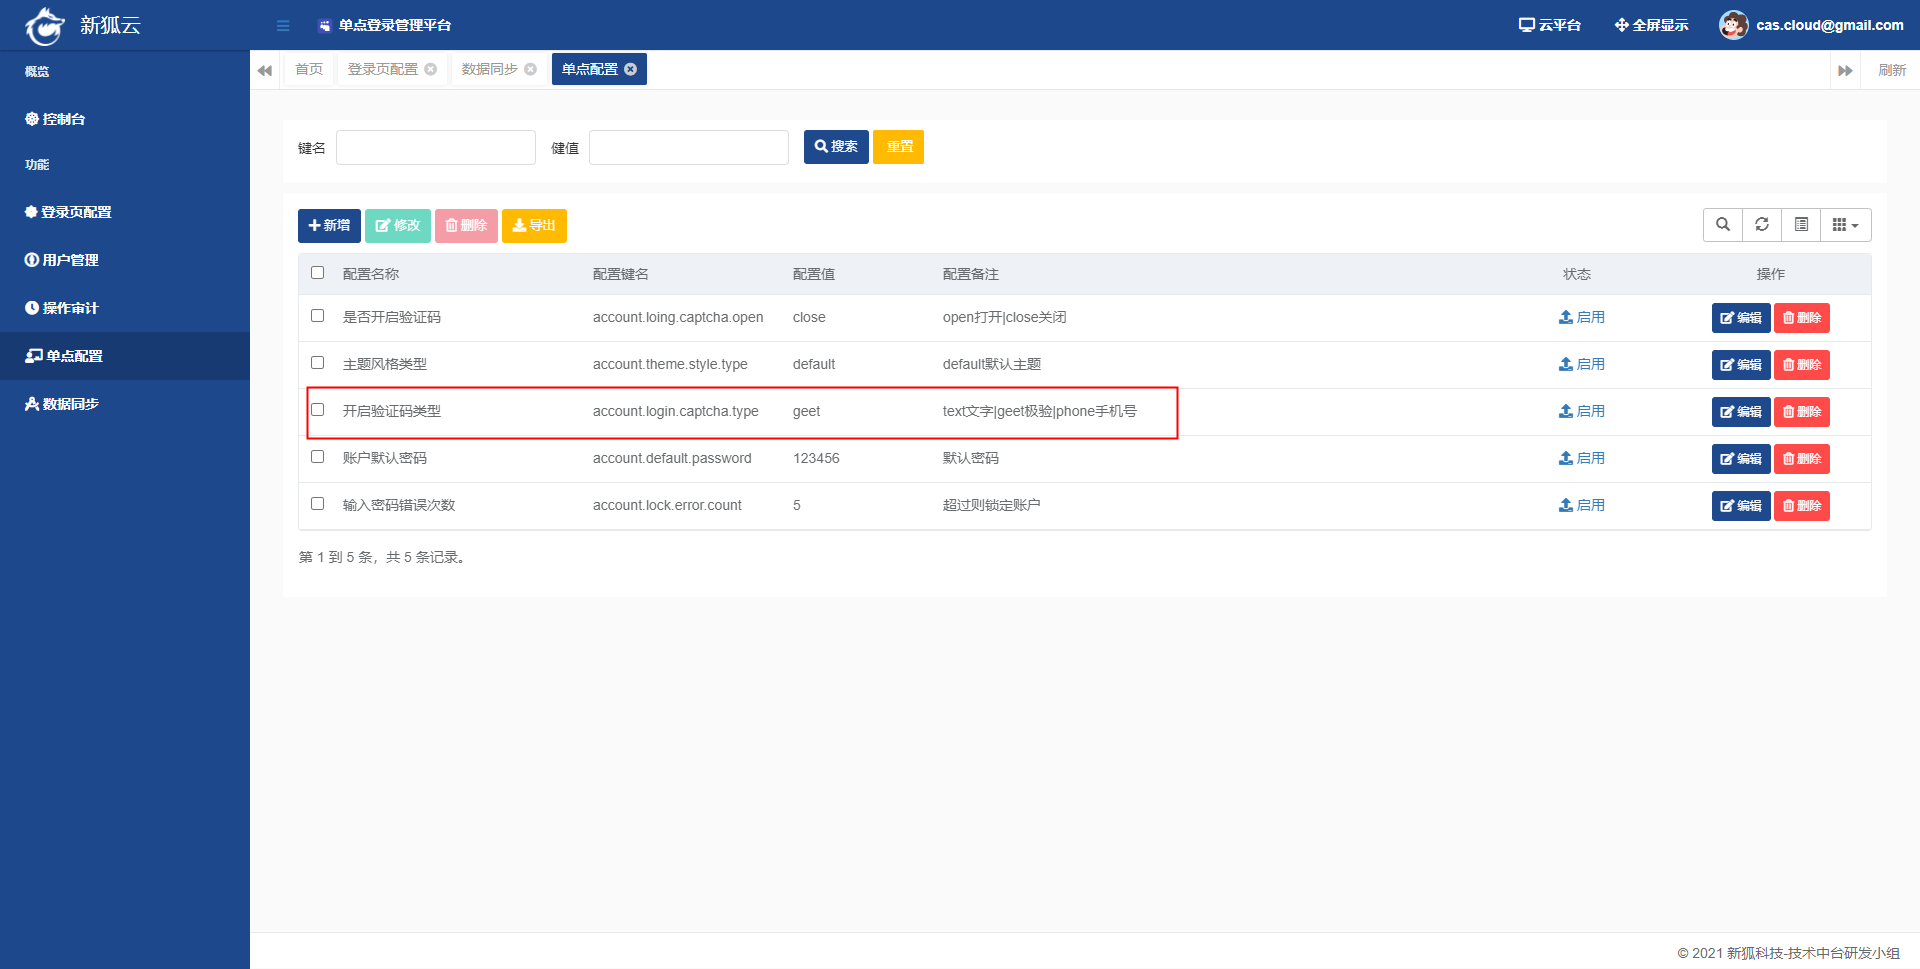 新狐云
单点登录管理平台
云平台
全屏显示
cas.cloud@gmail.com
概览
控制台
功能
登录页配置
用户管理
操作审计
单点配置
数据同步
首页
登录页配置
数据同步
单点配置
刷新
键名
健值
搜索
重置
新增
修改
删除
导出
配置名称 配置键名 配置值 配置备注 状态 操作
是否开启验证码 account.loing.captcha.open close open打开|close关闭 启用 编辑 删除
主题风格类型 account.theme.style.type default default默认主题 启用 编辑 删除
开启验证码类型 account.login.captcha.type geet text文字|geet极验|phone手机号 启用 编辑 删除
账户默认密码 account.default.password 123456 默认密码 启用 编辑 删除
输入密码错误次数 account.lock.error.count 5 超过则锁定账户 启用 编辑 删除
第 1 到 5 条，共 5 条记录。
© 2021 新狐科技-技术中台研发小组